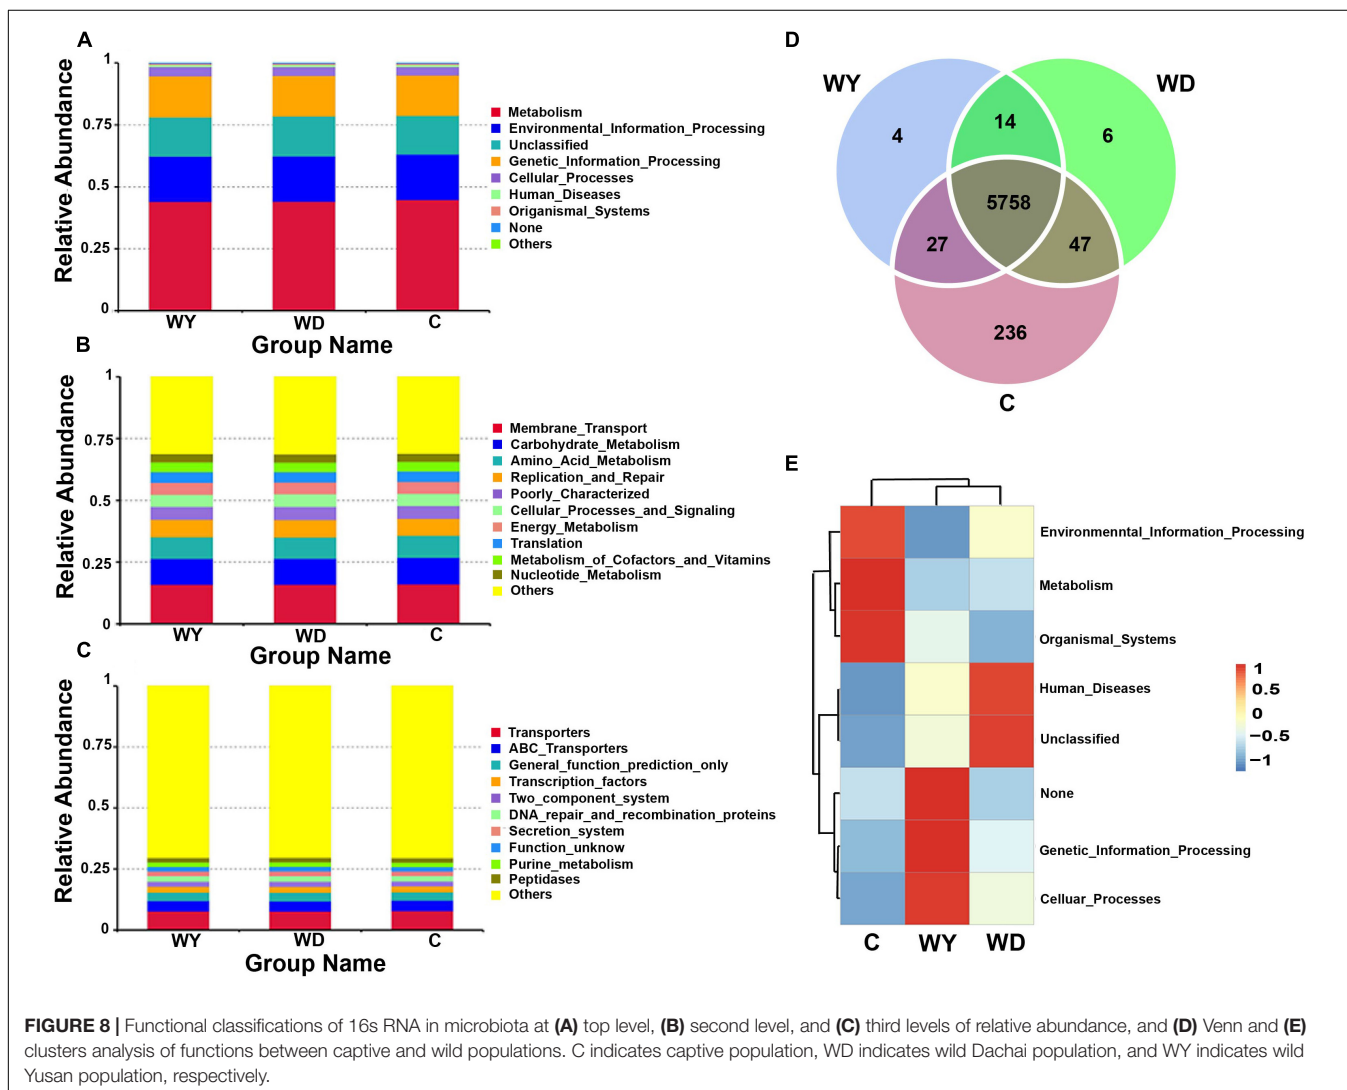 A
1
0.75
0.5
0.25
0
Relative Abundance
WY
WD
C
Group Name
Metabolism
Environmental_Information_Processing
Unclassified
Genetic_Information_Processing
Cellular_Processes
Human_Diseases
Origanismal_Systems
None
Others
B
1
0.75
0.5
0.25
0
Relative Abundance
WY
WD
C
Group Name
Membrane_Transport
Carbohydrate_Metabolism
Amino_Acid_Metabolism
Replication_and_Repair
Poorly_Characterized
Cellular_Processes_and_Signaling
Energy_Metabolism
Translation
Metabolism_of_Cofactors_and_Vitamins
Nucleotide_Metabolism
Others
C
1
0.75
0.5
0.25
0
Relative Abundance
WY
WD
C
Group Name
Transporters
ABC_Transporters
General_function_prediction_only
Transcription_factors
Two_component_system
DNA_repair_and_recombination_proteins
Secretion_system
Function_unknow
Purine_metabolism
Peptidases
Others
D
WY
WD
4
14
6
5758
27
47
236
C
E
Environmenntal_Information_Processing
Metabolism
Organismal_Systems
Human_Diseases
Unclassified
None
Genetic_Information_Processing
Celluar_Processes
C
WY
WD
1
0.5
0
−0.5
−1
FIGURE 8 | Functional classifications of 16s RNA in microbiota at (A) top level, (B) second level, and (C) third levels of relative abundance, and (D) Venn and (E)
clusters analysis of functions between captive and wild populations. C indicates captive population, WD indicates wild Dachai population, and WY indicates wild
Yusan population, respectively.